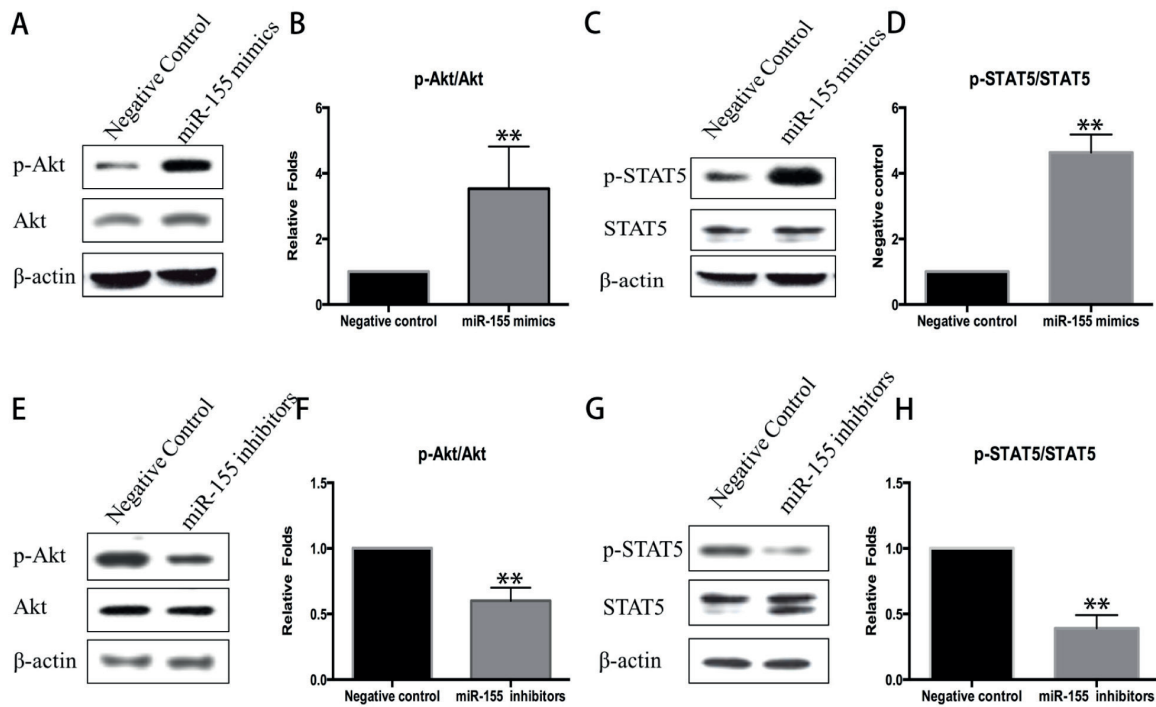 A
Negative Control
miR-155 mimics
p-Akt
Akt
β-actin
B
p-Akt/Akt
Relative Folds
6
4
2
0
**
Negative control
miR-155 mimics
C
Negative Control
miR-155 mimics
p-STAT5
STAT5
β-actin
D
p-STAT5/STAT5
Negative control
6
4
2
0
**
Negative control
miR-155 mimics
E
Negative Control
miR-155 inhibitors
p-Akt
Akt
β-actin
F
p-Akt/Akt
Relative Folds
1.5
1.0
0.5
0.0
**
Negative control
miR-155 inhibitors
G
Negative Control
miR-155 inhibitors
p-STAT5
STAT5
β-actin
H
p-STAT5/STAT5
Relative Folds
1.5
1.0
0.5
0.0
**
Negative control
miR-155 inhibitors